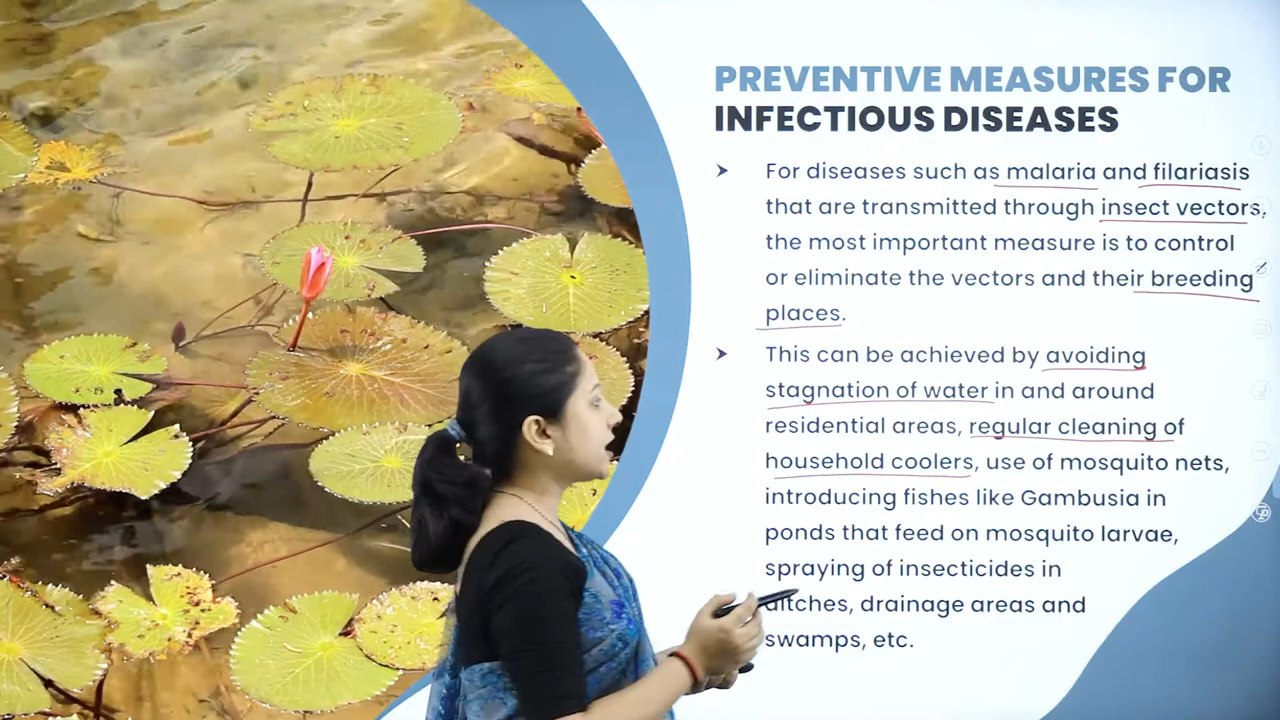 PREVENTIVE MEASURES FOR
INFECTIOUS DISEASES
For diseases such as malaria and filariasis
that are transmitted through insect vectors,
the most important measure is to control
or eliminate the vectors and their breeding
places.
This can be achieved by avoiding
stagnation of water in and around
residential areas, regular cleaning of
household coolers, use of mosquito nets,
introducing fishes like Gambusia in
ponds that feed on mosquito larvae,
spraying of insecticides in
ditches, drainage areas and
swamps, etc.